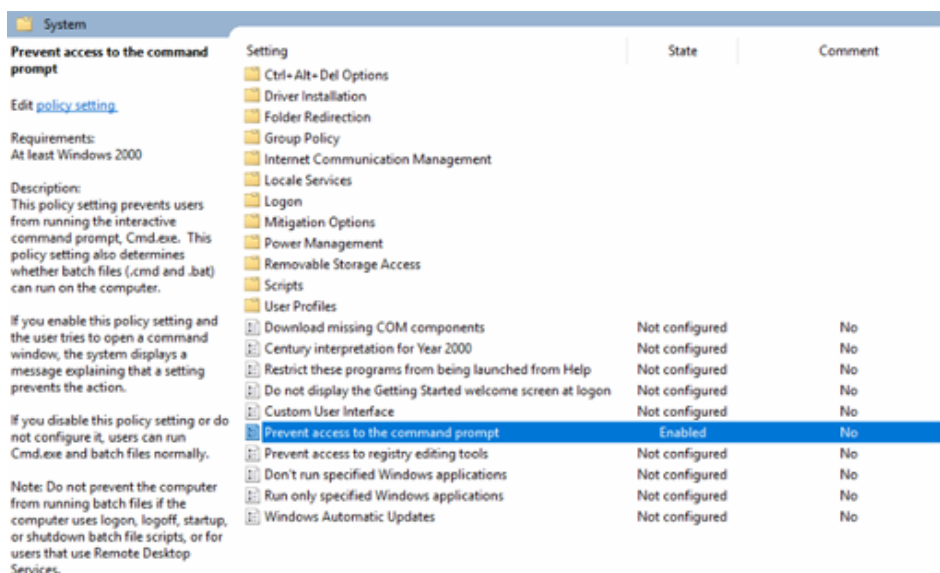 System
Prevent access to the command
prompt
Edit policy setting
Requirements:
At least Windows 2000
Description:
This policy setting prevents users
from running the interactive
command prompt, Cmd.exe. This
policy setting also determines
whether batch files (.cmd and .bat)
can run on the computer.
If you enable this policy setting and
the user tries to open a command
window, the system displays a
message explaining that a setting
prevents the action.
If you disable this policy setting or do
not configure it, users can run
Cmd.exe and batch files normally.
Note: Do not prevent the computer
from running batch files if the
computer uses logon, logoff, startup,
or shutdown batch file scripts, or for
users that use Remote Desktop
Services.
Setting State Comment
Ctrl+Alt+Del Options
Driver Installation
Folder Redirection
Group Policy
Internet Communication Management
Locale Services
Logon
Mitigation Options
Power Management
Removable Storage Access
Scripts
User Profiles
Download missing COM components Not configured No
Century interpretation for Year 2000 Not configured No
Restrict these programs from being launched from Help Not configured No
Do not display the Getting Started welcome screen at logon Not configured No
Custom User Interface Not configured No
Prevent access to the command prompt Enabled No
Prevent access to registry editing tools Not configured No
Don't run specified Windows applications Not configured No
Run only specified Windows applications Not configured No
Windows Automatic Updates Not configured No